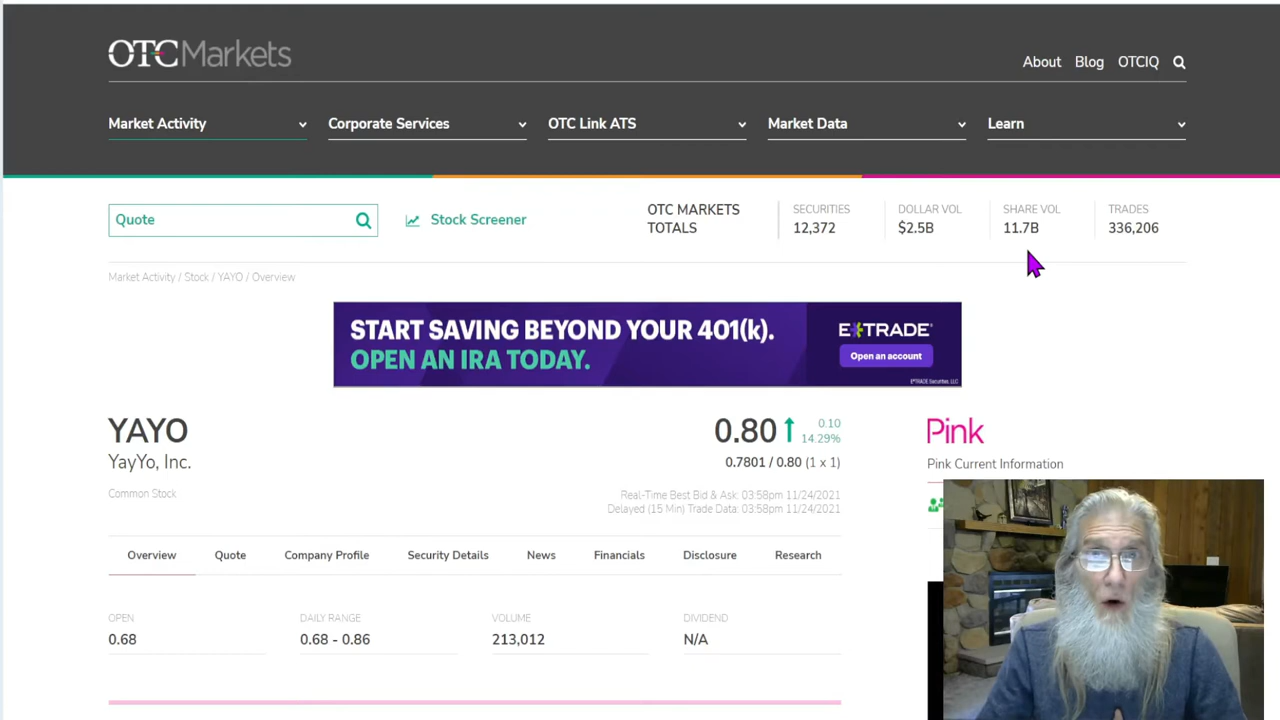 OTCMarkets
About Blog OTCIQ
Market Activity Corporate Services OTC Link ATS Market Data Learn
Quote
Stock Screener
OTC MARKETS
TOTALS
SECURITIES
12,372
DOLLAR VOL
$2.5B
SHARE VOL
11.7B
TRADES
336,206
Market Activity / Stock / YAYO / Overview
START SAVING BEYOND YOUR 401(k).
OPEN AN IRA TODAY.
E*TRADE
Open an account
E*TRADE Securities, LLC
YAYO
YayYo, Inc.
Common Stock
0.80
0.10
14.29%
0.7801 / 0.80 (1 x 1)
Real-Time Best Bid & Ask: 03:58pm 11/24/2021
Delayed (15 Min) Trade Data: 03:58pm 11/24/2021
Pink
Pink Current Information
Overview Quote Company Profile Security Details News Financials Disclosure Research
OPEN
0.68
DAILY RANGE
0.68 - 0.86
VOLUME
213,012
DIVIDEND
N/A